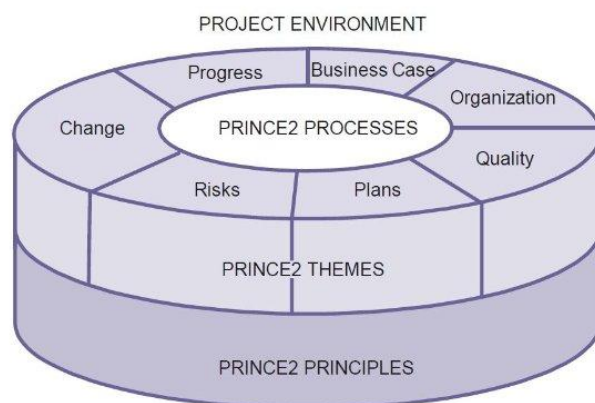 PROJECT ENVIRONMENT
Progress
Business Case
Organization
Change
PRINCE2 PROCESSES
Quality
Risks
Plans
PRINCE2 THEMES
PRINCE2 PRINCIPLES